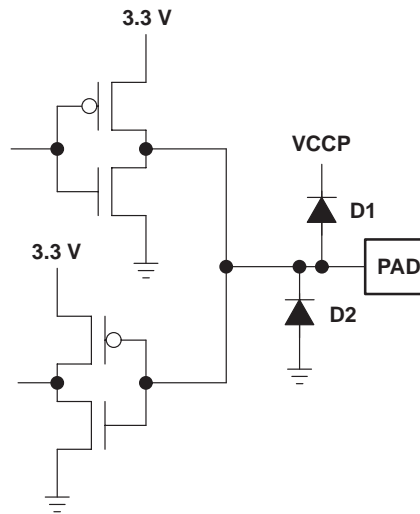 3.3 V
VCCP
D1
3.3 V
PAD
D2